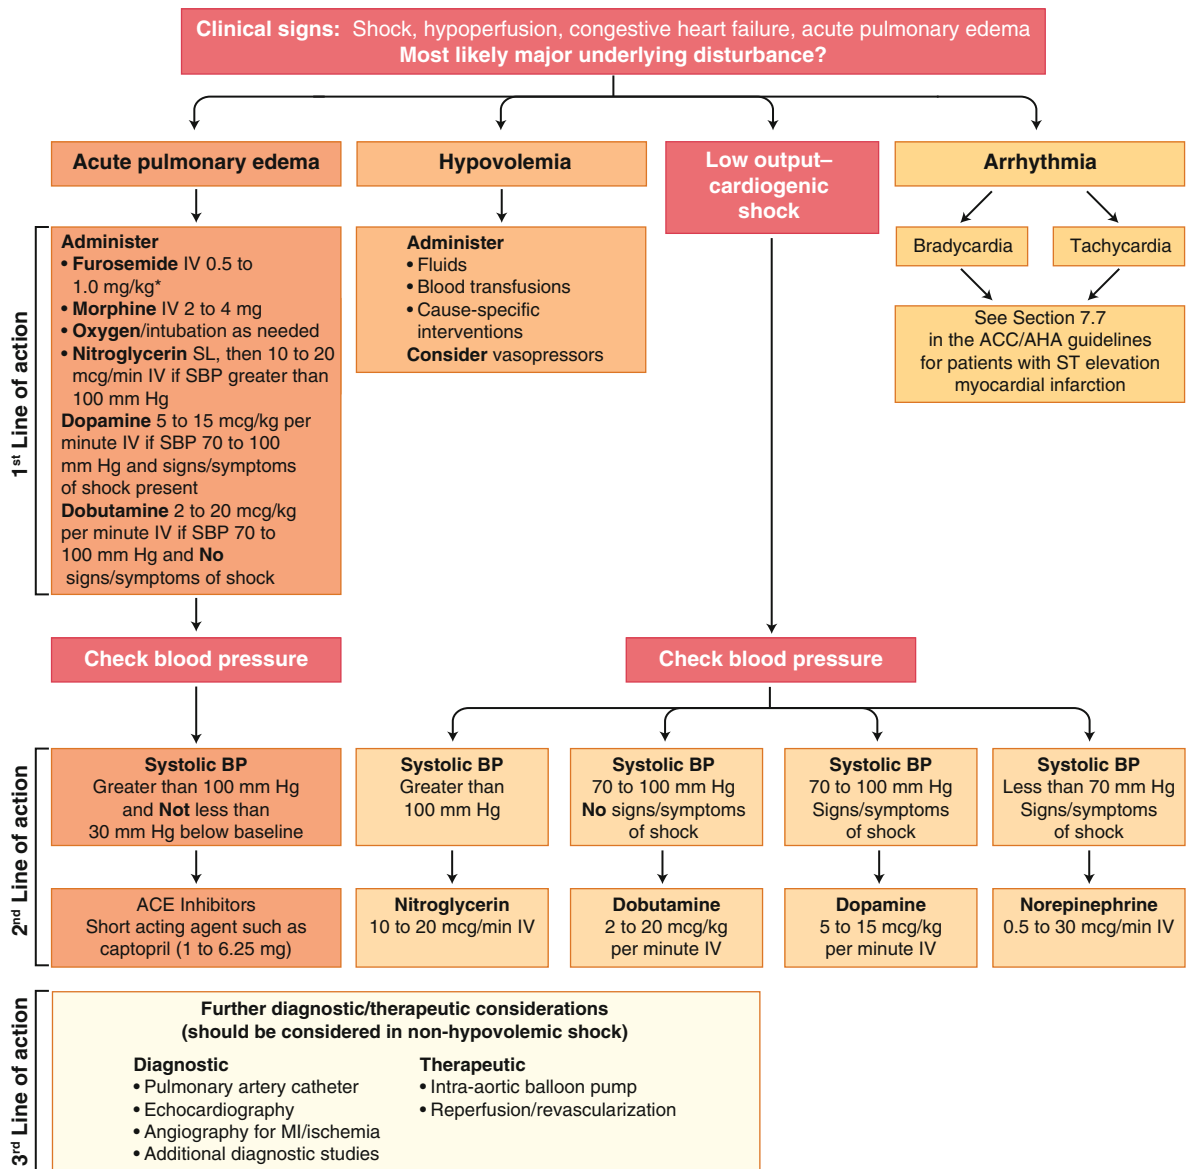 Clinical signs: Shock, hypoperfusion, congestive heart failure, acute pulmonary edema
Most likely major underlying disturbance?
Acute pulmonary edema
Hypovolemia
Low output–
cardiogenic
shock
Arrhythmia
Bradycardia
Tachycardia
See Section 7.7
in the ACC/AHA guidelines
for patients with ST elevation
myocardial infarction
1st Line of action
Administer
• Furosemide IV 0.5 to
1.0 mg/kg*
• Morphine IV 2 to 4 mg
• Oxygen/intubation as needed
• Nitroglycerin SL, then 10 to 20
mcg/min IV if SBP greater than
100 mm Hg
Dopamine 5 to 15 mcg/kg per
minute IV if SBP 70 to 100
mm Hg and signs/symptoms
of shock present
Dobutamine 2 to 20 mcg/kg
per minute IV if SBP 70 to
100 mm Hg and No
signs/symptoms of shock
Administer
• Fluids
• Blood transfusions
• Cause-specific
interventions
Consider vasopressors
Check blood pressure
Check blood pressure
2nd Line of action
Systolic BP
Greater than 100 mm Hg
and Not less than
30 mm Hg below baseline
Systolic BP
Greater than
100 mm Hg
Systolic BP
70 to 100 mm Hg
No signs/symptoms
of shock
Systolic BP
70 to 100 mm Hg
Signs/symptoms
of shock
Systolic BP
Less than 70 mm Hg
Signs/symptoms
of shock
ACE Inhibitors
Short acting agent such as
captopril (1 to 6.25 mg)
Nitroglycerin
10 to 20 mcg/min IV
Dobutamine
2 to 20 mcg/kg
per minute IV
Dopamine
5 to 15 mcg/kg
per minute IV
Norepinephrine
0.5 to 30 mcg/min IV
3rd Line of action
Further diagnostic/therapeutic considerations
(should be considered in non-hypovolemic shock)
Diagnostic
• Pulmonary artery catheter
• Echocardiography
• Angiography for MI/ischemia
• Additional diagnostic studies
Therapeutic
• Intra-aortic balloon pump
• Reperfusion/revascularization